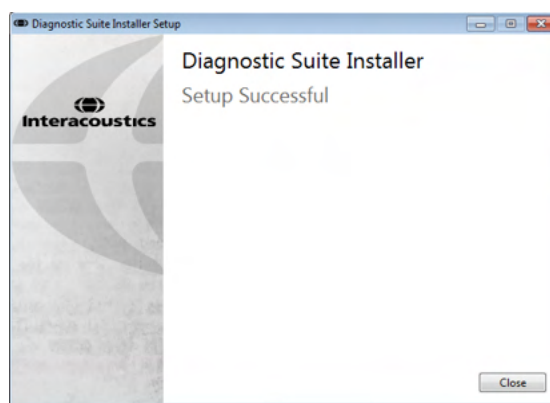 Diagnostic Suite Installer Setup
Diagnostic Suite Installer
Setup Successful
Interacoustics
Close